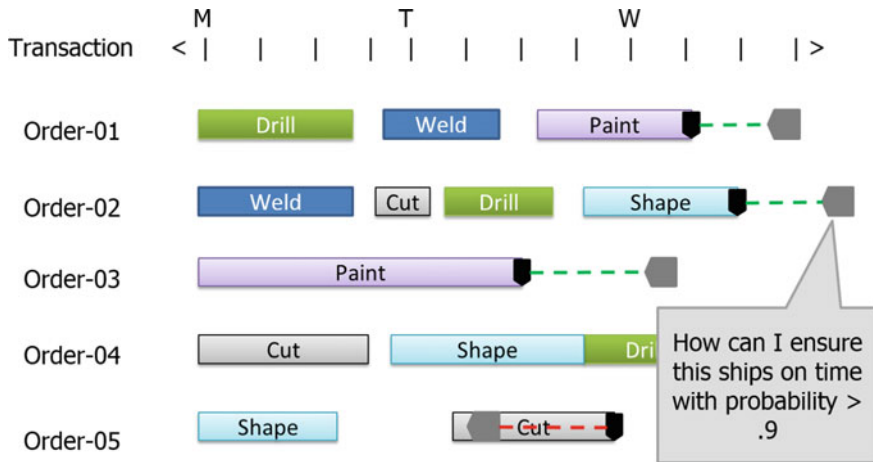 M T W
Transaction < | | | | | | | | | | | | >
Order-01 Drill Weld Paint
Order-02 Weld Cut Drill Shape
Order-03 Paint
Order-04 Cut Shape Dril
Order-05 Shape Cut
How can I ensure
this ships on time
with probability >
.9